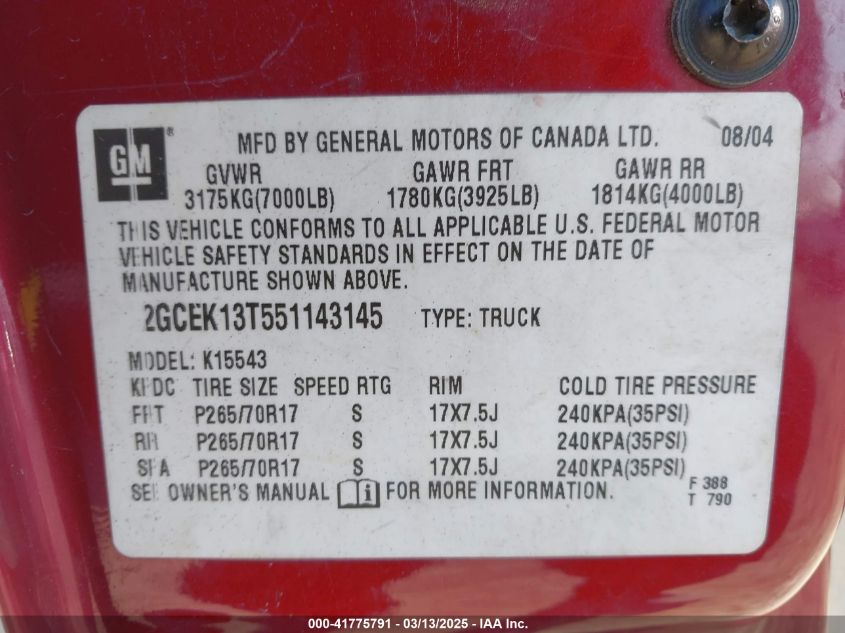 GM®
MFD BY GENERAL MOTORS OF CANADA LTD. 08/04
GVWR GAWR FRT GAWR RR
3175KG(7000LB) 1780KG(3925LB) 1814KG(4000LB)
THIS VEHICLE CONFORMS TO ALL APPLICABLE U.S. FEDERAL MOTOR
VEHICLE SAFETY STANDARDS IN EFFECT ON THE DATE OF
MANUFACTURE SHOWN ABOVE.
2GCEK13T551143145 TYPE: TRUCK
MODEL: K15543
TIRE SIZE SPEED RTG RIM COLD TIRE PRESSURE
FRT P265/70R17 S 17X7.5J 240KPA(35PSI)
RR P265/70R17 S 17X7.5J 240KPA(35PSI)
SPA P265/70R17 S 17X7.5J 240KPA(35PSI)
SEE OWNER'S MANUAL i FOR MORE INFORMATION.
F 388
T 790
000-41775791 - 03/13/2025 - IAA Inc.